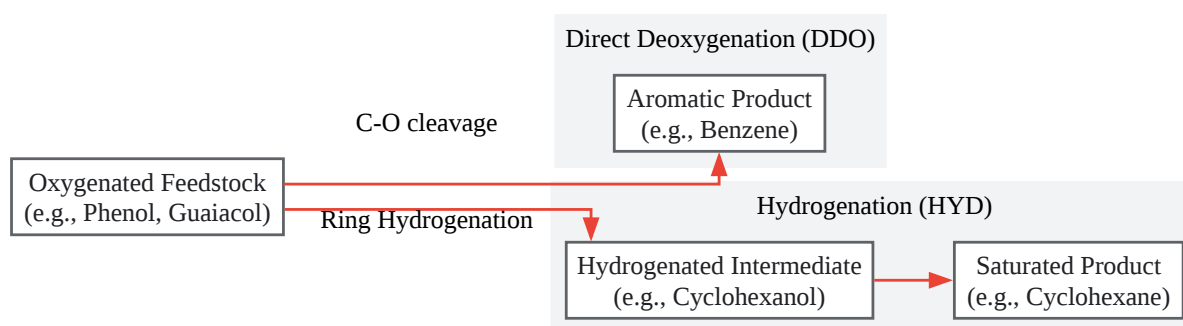 Direct Deoxygenation (DDO)
Aromatic Product
(e.g., Benzene)
C-O cleavage
Oxygenated Feedstock
(e.g., Phenol, Guaiacol)
Ring Hydrogenation
Hydrogenation (HYD)
Hydrogenated Intermediate
(e.g., Cyclohexanol)
Saturated Product
(e.g., Cyclohexane)